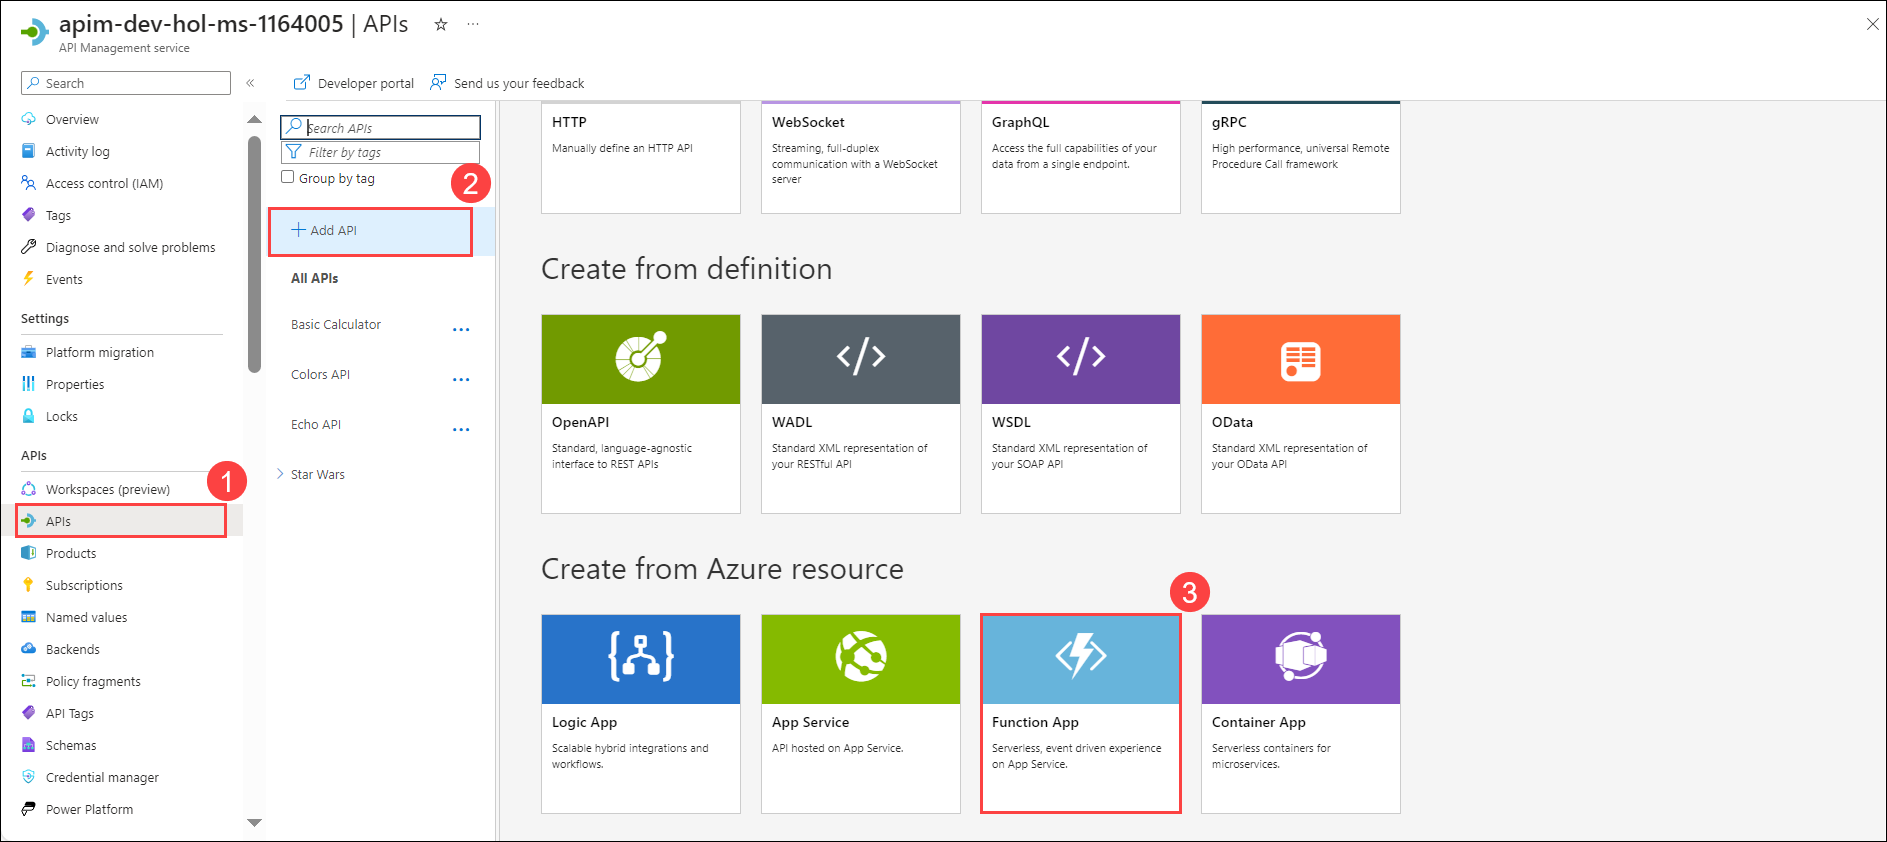 apim-dev-hol-ms-1164005 | APIs
API Management service
Search
Developer portal
Send us your feedback
Overview
Activity log
Access control (IAM)
Tags
Diagnose and solve problems
Events
Settings
Platform migration
Properties
Locks
APIs
Workspaces (preview)
1
APIs
Products
Subscriptions
Named values
Backends
Policy fragments
API Tags
Schemas
Credential manager
Power Platform
Search APIs
Filter by tags
Group by tag
2
Add API
All APIs
Basic Calculator
Colors API
Echo API
Star Wars
HTTP
Manually define an HTTP API
WebSocket
Streaming, full-duplex
communication with a WebSocket
server
GraphQL
Access the full capabilities of your
data from a single endpoint.
gRPC
High performance, universal Remote
Procedure Call framework
Create from definition
OpenAPI
Standard, language-agnostic
interface to REST APIs
WADL
Standard XML representation of
your RESTful API
WSDL
Standard XML representation of
your SOAP API
OData
Standard XML representation of
your OData API
Create from Azure resource
Logic App
Scalable hybrid integrations and
workflows.
App Service
API hosted on App Service.
3
Function App
Serverless, event driven experience
on App Service.
Container App
Serverless containers for
microservices.